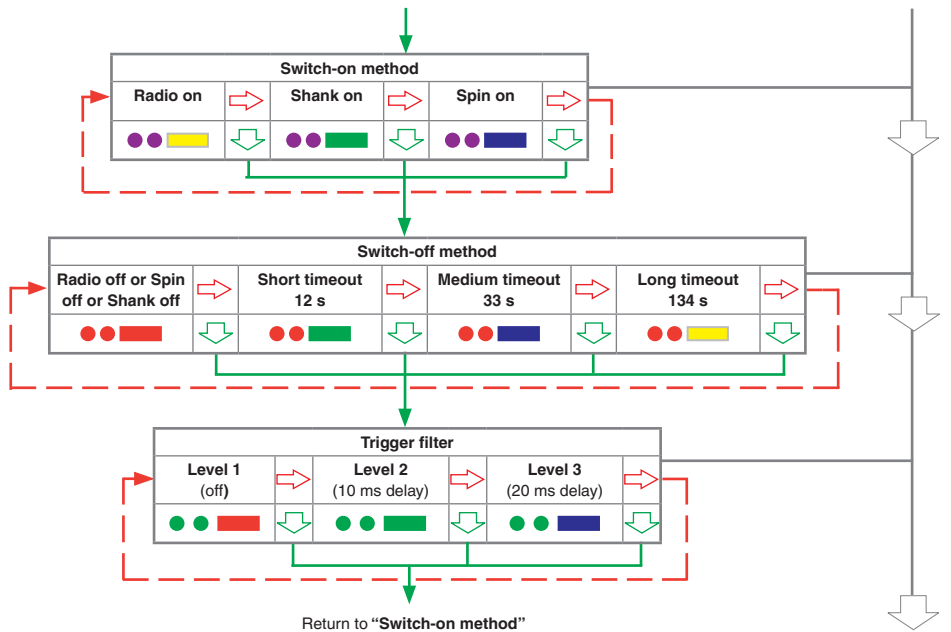 Switch-on method
Radio on
Shank on
Spin on
Switch-off method
Radio off or Spin
off or Shank off
Short timeout
12 s
Medium timeout
33 s
Long timeout
134 s
Trigger filter
Level 1
(off)
Level 2
(10 ms delay)
Level 3
(20 ms delay)
Return to “Switch-on method”